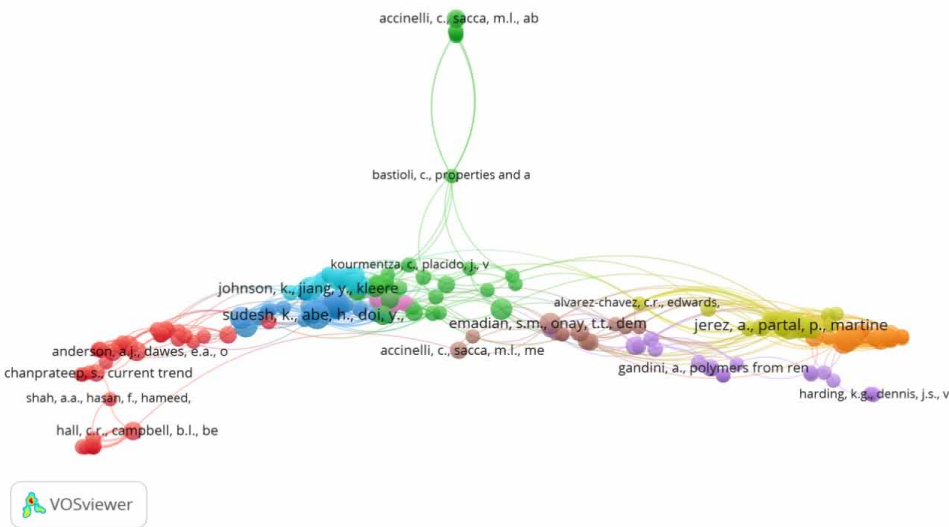 accinelli, c., sacca, m.l., ab
bastioli, c., properties and a
kourmentza, c., placido, j., v
johnson, k., jiang, y., kleere
alvarez-chavez, c.r., edwards,
sudesh, k., abe, h., doi, y.,
emadian, s.m., onay, t.t., dem
jerez, a., partal, p., martine
anderson, a.j., dawes, e.a., o
accinelli, c., sacca, m.l., me
gandini, a., polymers from ren
chanprateep, s., current trend
harding, k.g., dennis, j.s., v
shah, a.a., hasan, f., hameed,
hall, c.r., campbell, b.l., be
VOSviewer